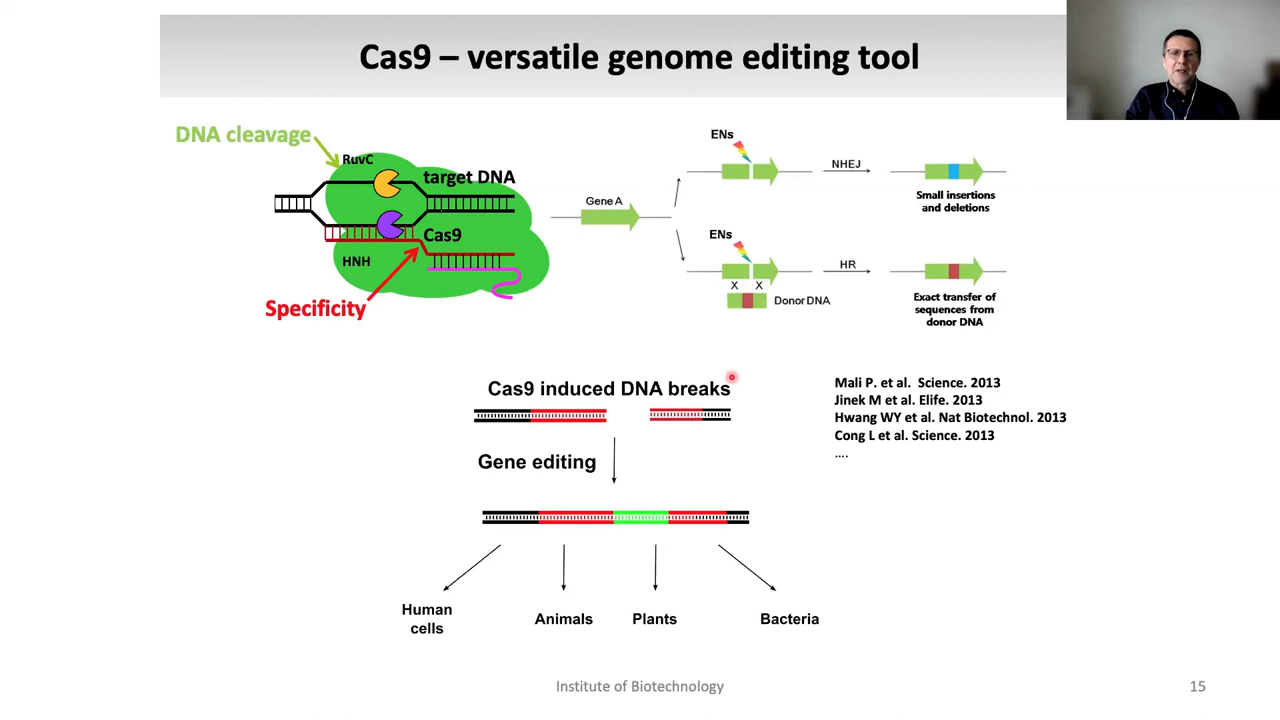 Cas9 – versatile genome editing tool
DNA cleavage
RuvC
target DNA
Cas9
HNH
Specificity
Gene A
ENs
NHEJ
Small insertions
and deletions
ENs
HR
X X
Donor DNA
Exact transfer of
sequences from
donor DNA
Cas9 induced DNA breaks
Gene editing
Human
cells
Animals
Plants
Bacteria
Mali P. et al. Science. 2013
Jinek M et al. Elife. 2013
Hwang WY et al. Nat Biotechnol. 2013
Cong L et al. Science. 2013
....
Institute of Biotechnology
15